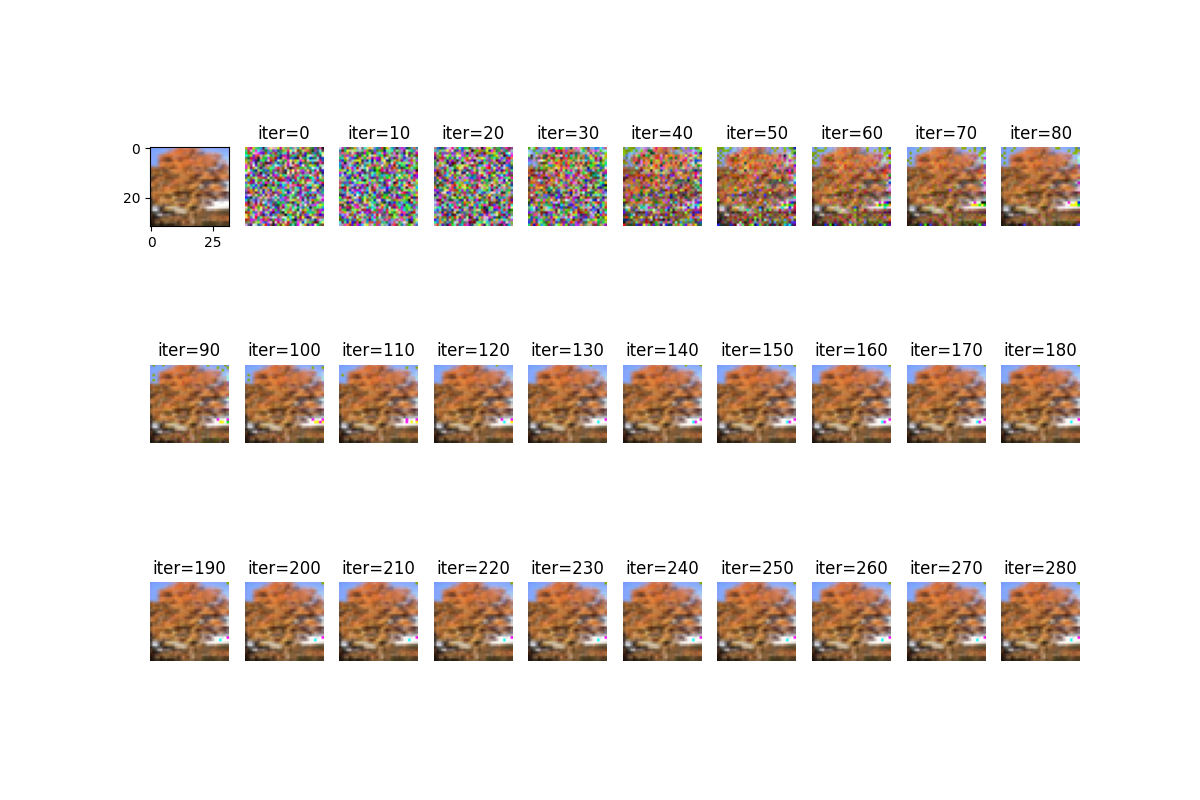 iter=0 iter=10 iter=20 iter=30 iter=40 iter=50 iter=60 iter=70 iter=80
0
20
0 25
iter=90 iter=100 iter=110 iter=120 iter=130 iter=140 iter=150 iter=160 iter=170 iter=180
iter=190 iter=200 iter=210 iter=220 iter=230 iter=240 iter=250 iter=260 iter=270 iter=280